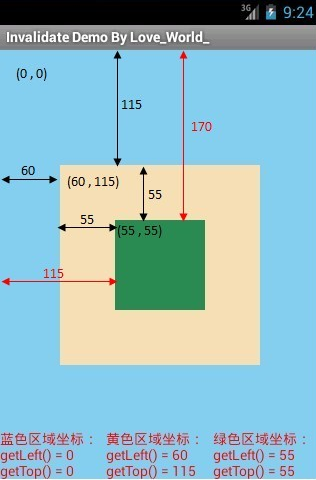 3G 9:24
Invalidate Demo By Love_World_
(0 , 0)
115
170
60
(60 , 115)
55
55
(55 , 55)
115
蓝色区域坐标 : 黄色区域坐标 : 绿色区域坐标 :
getLeft() = 0 getLeft() = 60 getLeft() = 55
getTop() = 0 getTop() = 115 getTop() = 55